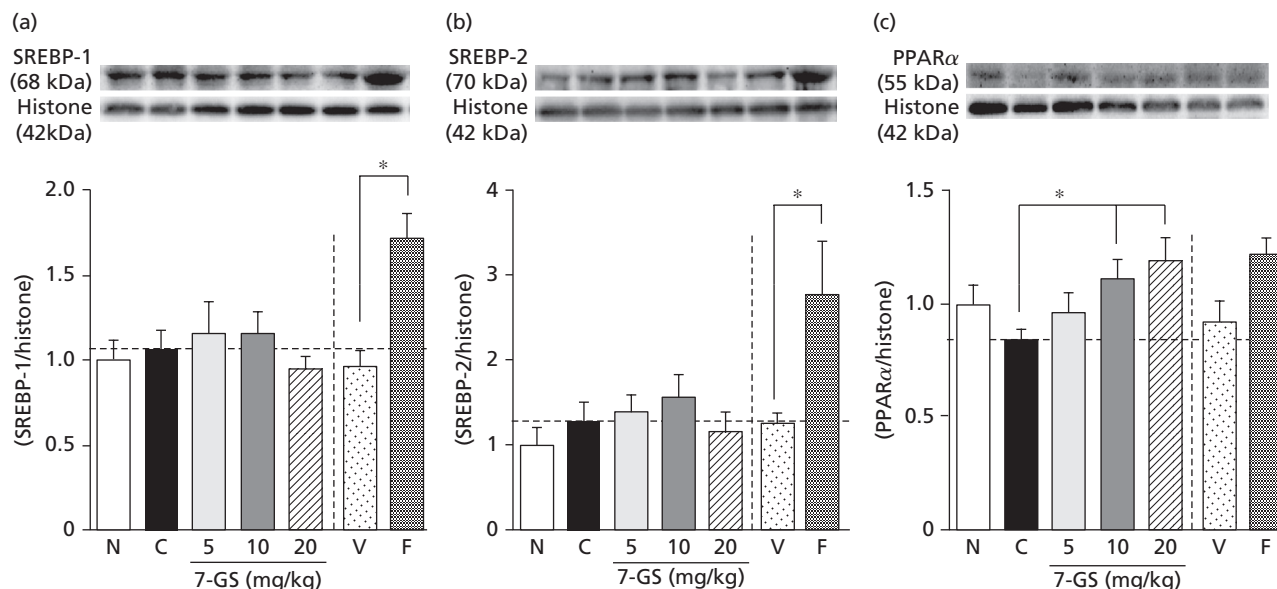 (a)
SREBP-1
(68 kDa)
Histone
(42kDa)
*
2.0
1.5
1.0
0.5
0
(SREBP-1/histone)
N C 5 10 20 V F
7-GS (mg/kg)
(b)
SREBP-2
(70 kDa)
Histone
(42 kDa)
*
4
3
2
1
0
(SREBP-2/histone)
N C 5 10 20 V F
7-GS (mg/kg)
(c)
PPARα
(55 kDa)
Histone
(42 kDa)
*
1.5
1.0
0.5
0
(PPARα/histone)
N C 5 10 20 V F
7-GS (mg/kg)